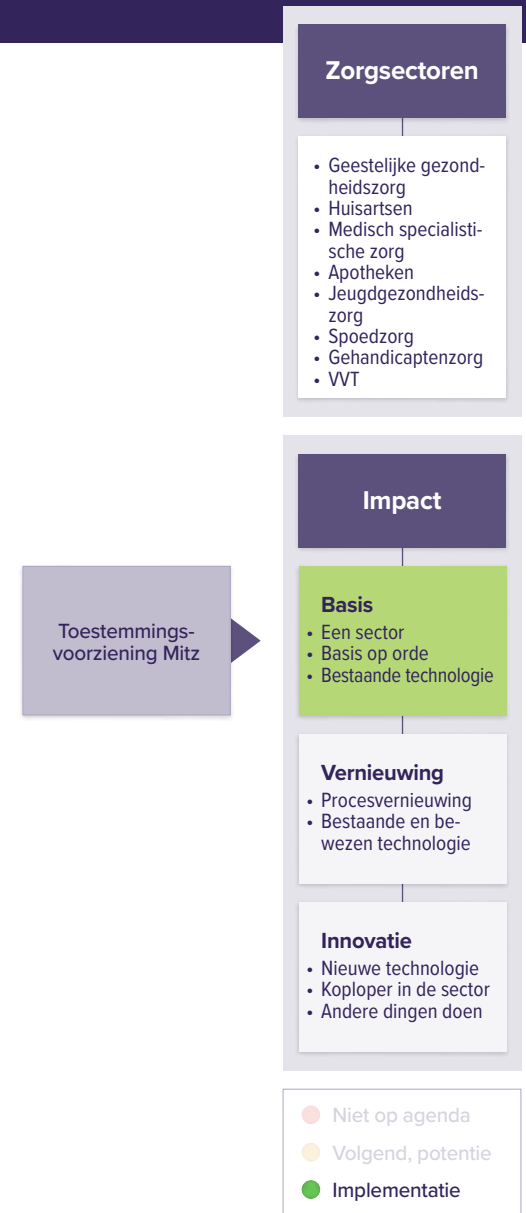 Zorgsectoren
• Geestelijke gezond-
heidszorg
• Huisartsen
• Medisch specialisti-
sche zorg
• Apotheken
• Jeugdgezondheids-
zorg
• Spoedzorg
• Gehandicaptenzorg
• VVT
Impact
Toestemmings-
voorziening Mitz
Basis
• Een sector
• Basis op orde
• Bestaande technologie
Vernieuwing
• Procesvernieuwing
• Bestaande en be-
wezen technologie
Innovatie
• Nieuwe technologie
• Koploper in de sector
• Andere dingen doen
Niet op agenda
Volgend, potentie
Implementatie